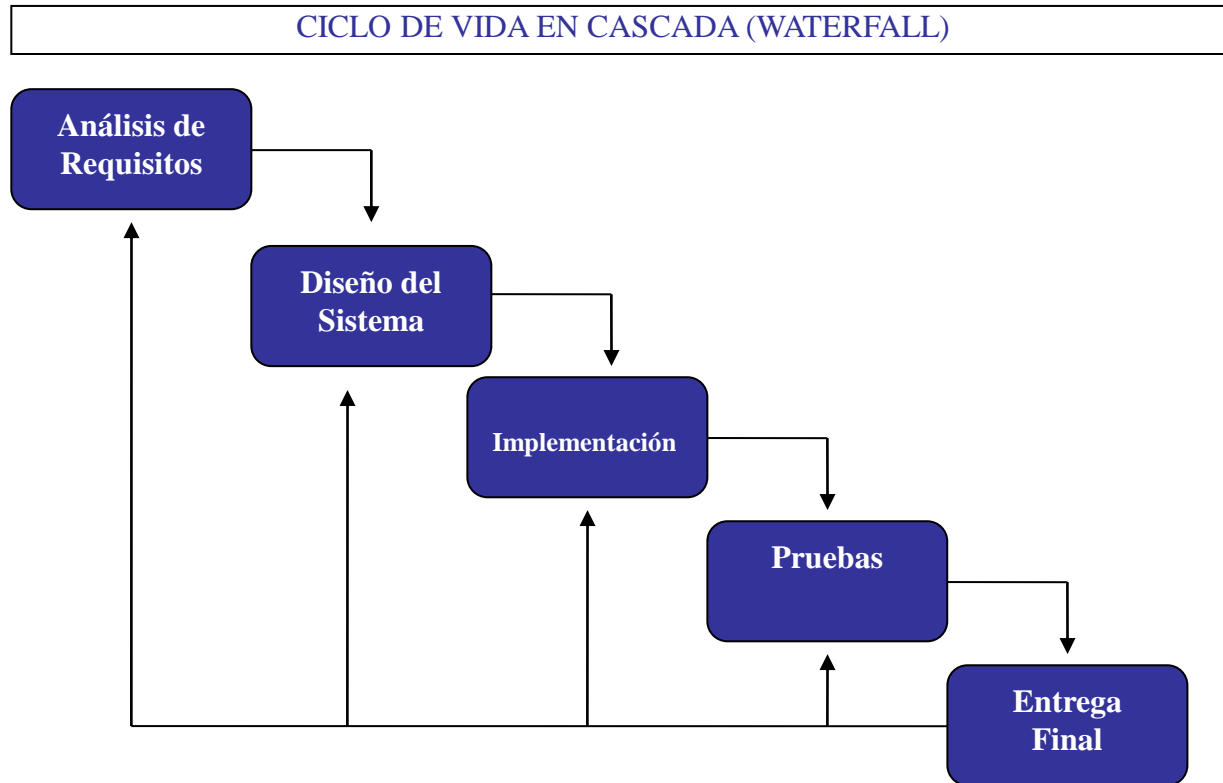 CICLO DE VIDA EN CASCADA (WATERFALL)
Análisis de
Requisitos
Diseño del
Sistema
Implementación
Pruebas
Entrega
Final